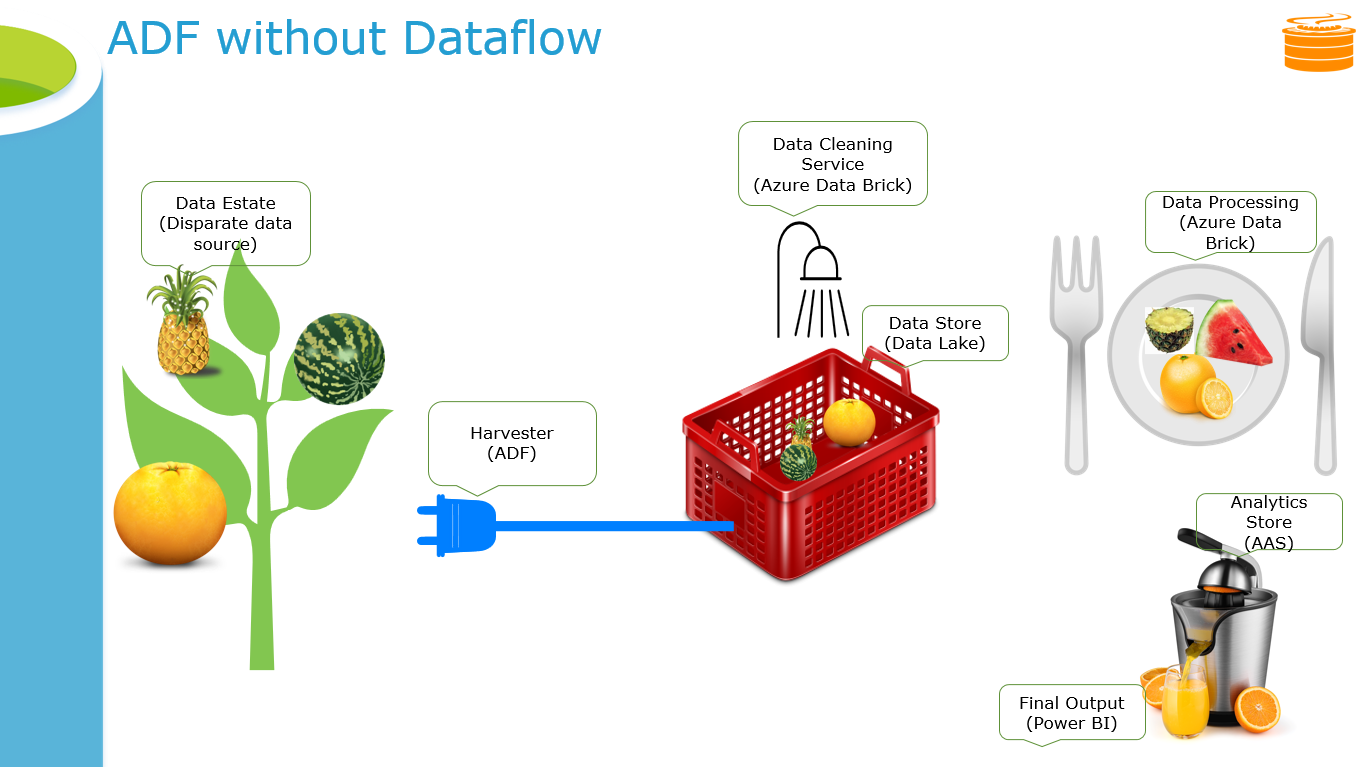 ADF without Dataflow
Data Estate
(Disparate data
source)
Harvester
(ADF)
Data Cleaning
Service
(Azure Data Brick)
Data Store
(Data Lake)
Data Processing
(Azure Data
Brick)
Analytics
Store
(AAS)
Final Output
(Power BI)